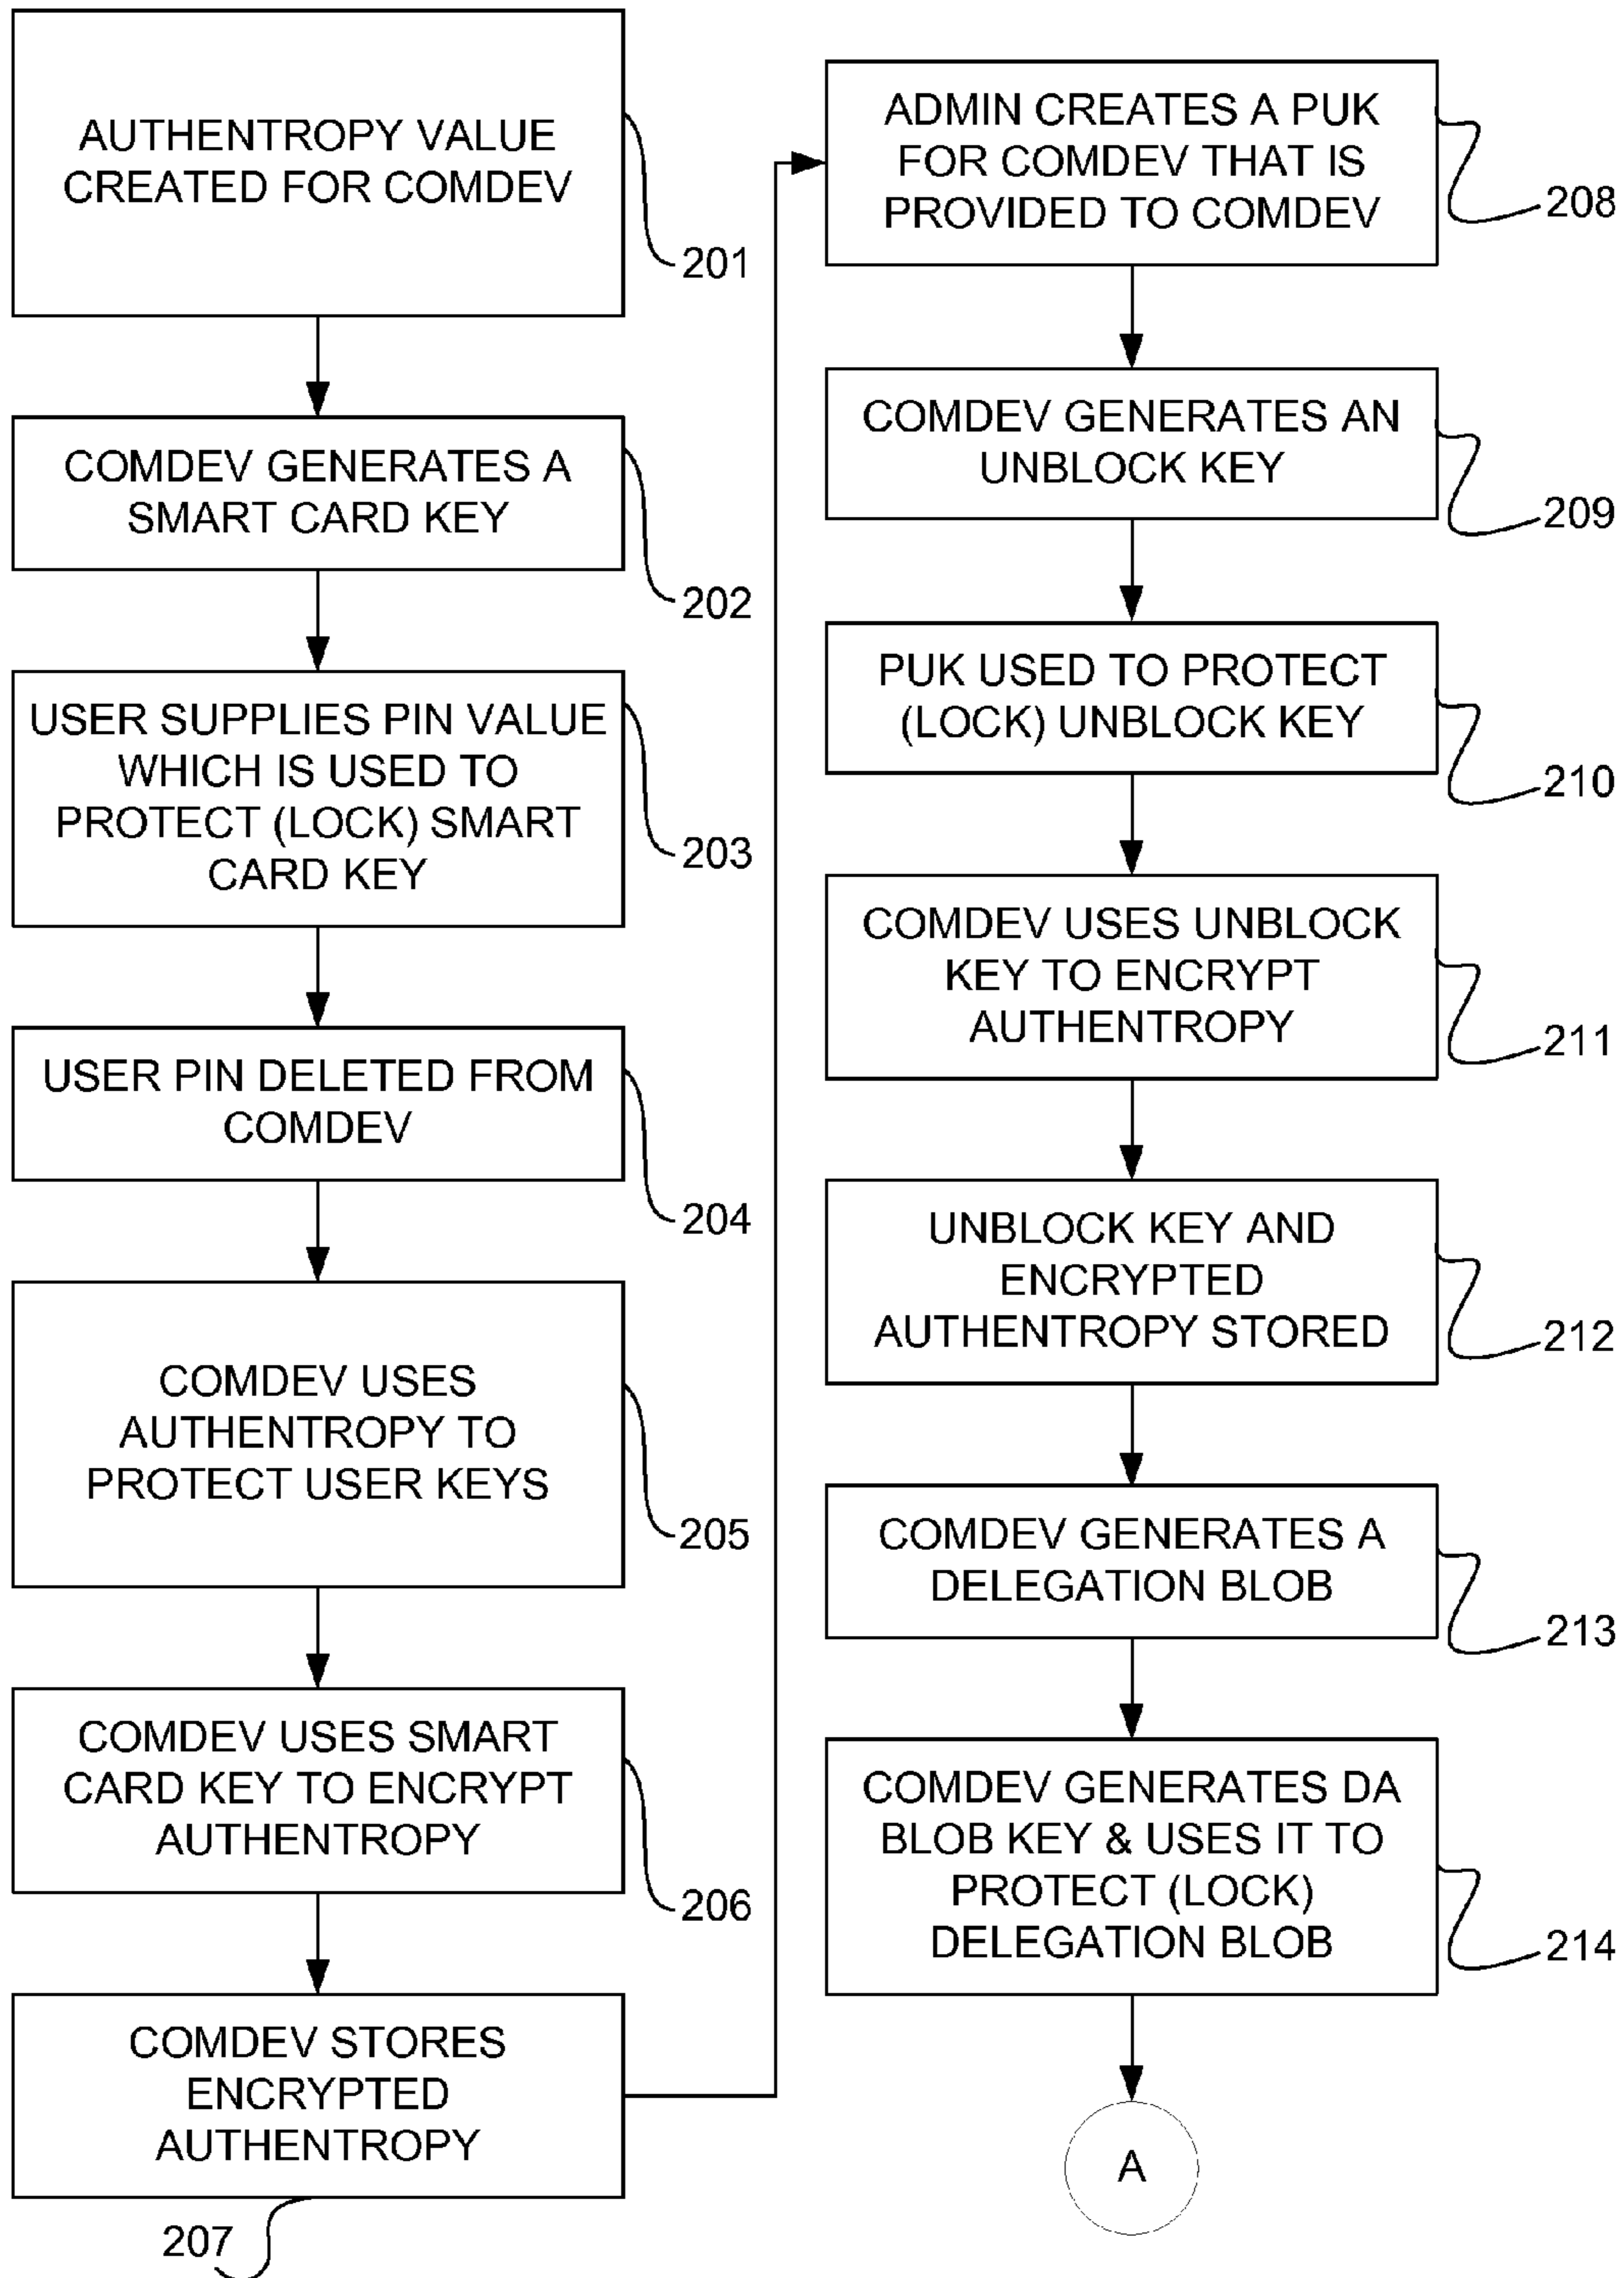 AUTHENTROPY VALUE
CREATED FOR COMDEV
201
COMDEV GENERATES A
SMART CARD KEY
202
USER SUPPLIES PIN VALUE
WHICH IS USED TO
PROTECT (LOCK) SMART
CARD KEY
203
USER PIN DELETED FROM
COMDEV
204
COMDEV USES
AUTHENTROPY TO
PROTECT USER KEYS
205
COMDEV USES SMART
CARD KEY TO ENCRYPT
AUTHENTROPY
206
COMDEV STORES
ENCRYPTED
AUTHENTROPY
207
ADMIN CREATES A PUK
FOR COMDEV THAT IS
PROVIDED TO COMDEV
208
COMDEV GENERATES AN
UNBLOCK KEY
209
PUK USED TO PROTECT
(LOCK) UNBLOCK KEY
210
COMDEV USES UNBLOCK
KEY TO ENCRYPT
AUTHENTROPY
211
UNBLOCK KEY AND
ENCRYPTED
AUTHENTROPY STORED
212
COMDEV GENERATES A
DELEGATION BLOB
213
COMDEV GENERATES DA
BLOB KEY & USES IT TO
PROTECT (LOCK)
DELEGATION BLOB
214
A